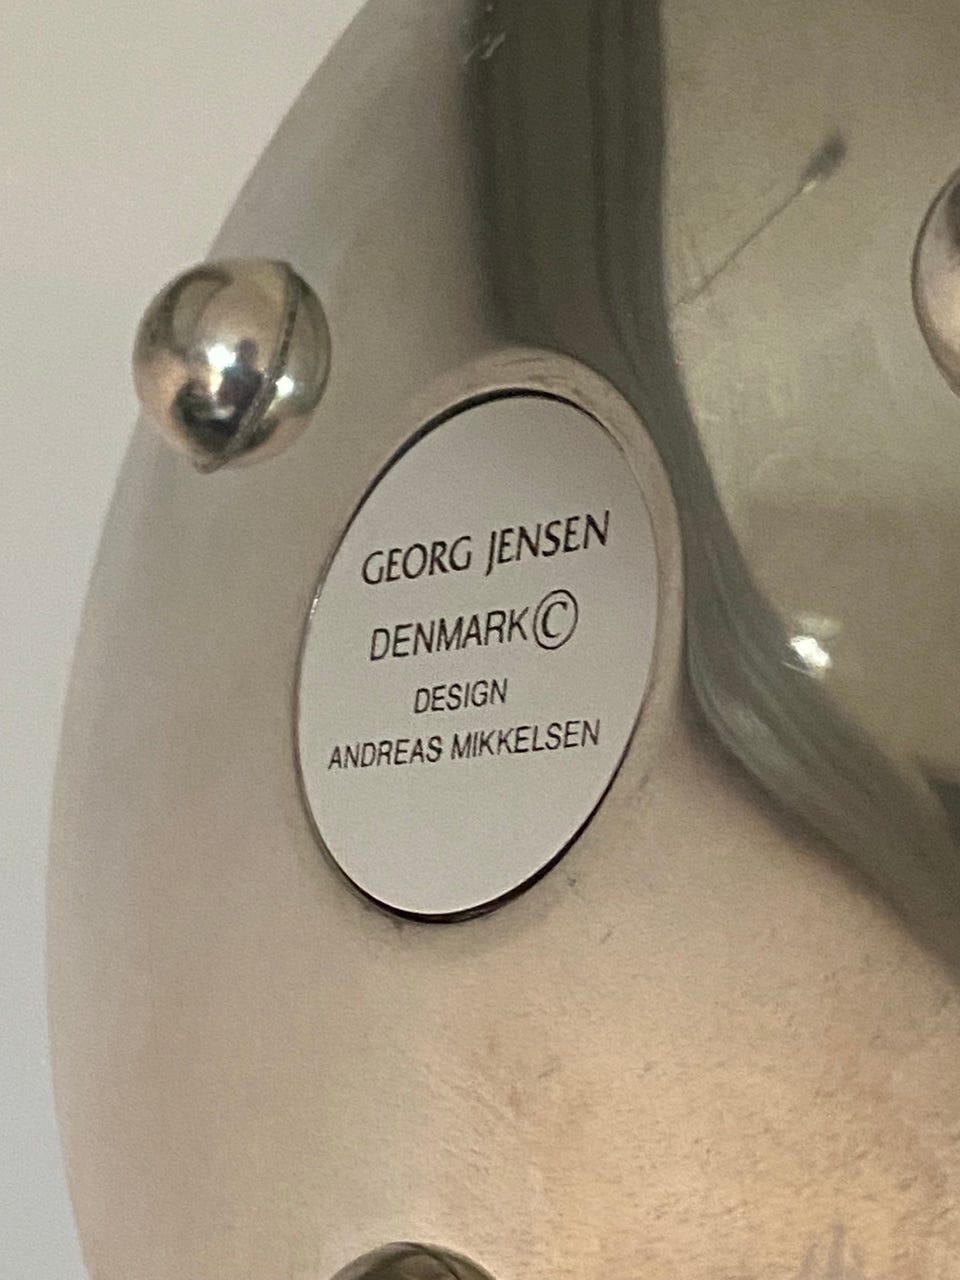 GEORG JENSEN
DENMARK©
DESIGN
ANDREAS MIKKELSEN